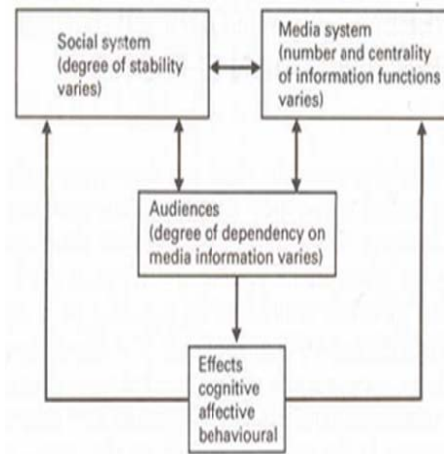 Social system
(degree of stability
varies)
Media system
(number and centrality
of information functions
varies)
Audiences
(degree of dependency on
media information varies)
Effects
cognitive
affective
behavioural